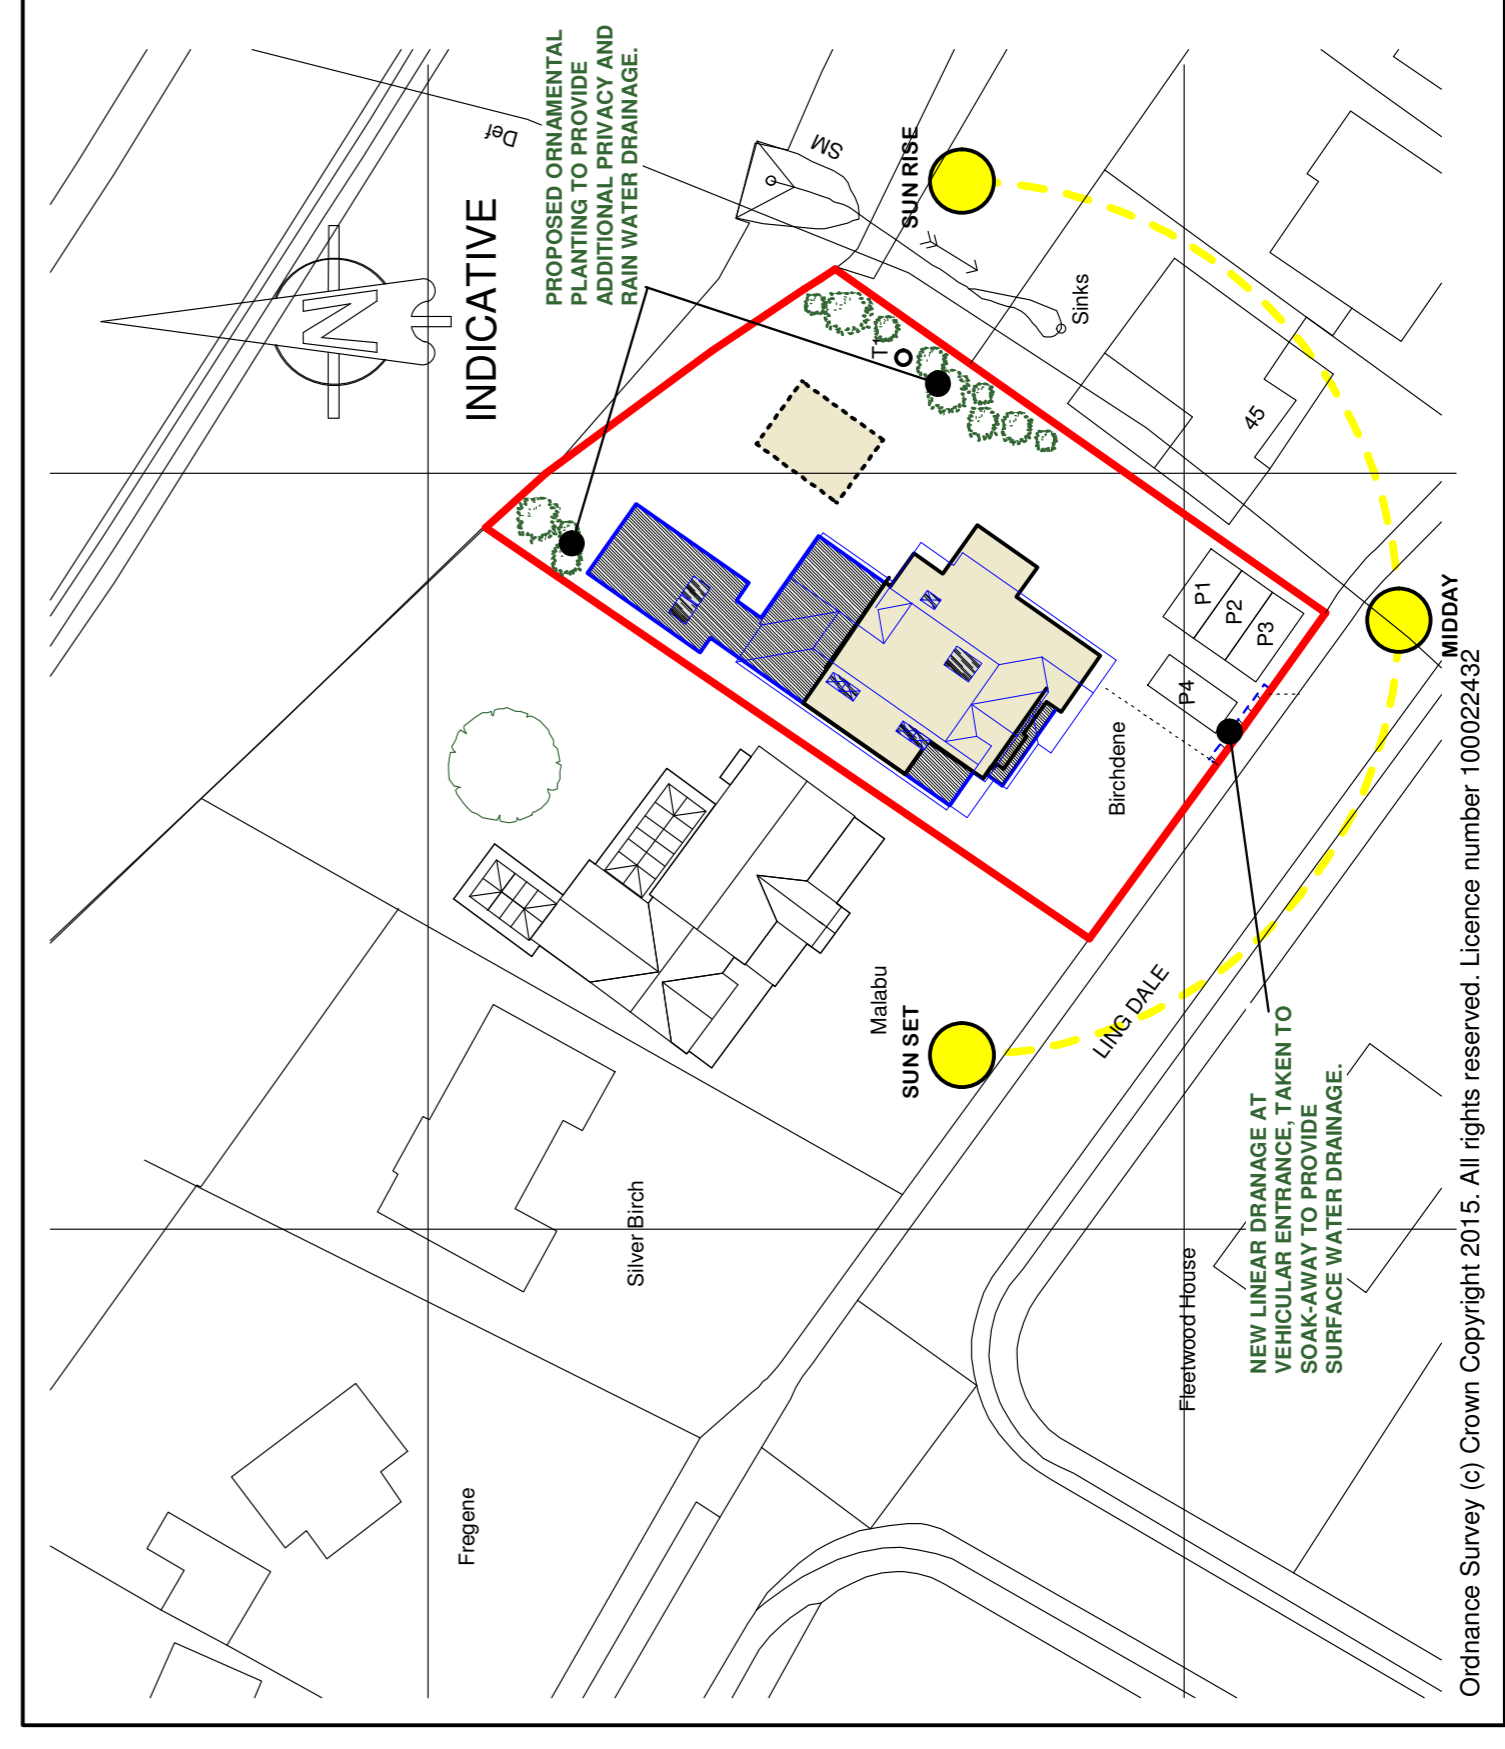 Def
N
INDICATIVE
PROPOSED ORNAMENTAL
PLANTING TO PROVIDE
ADDITIONAL PRIVACY AND
RAIN WATER DRAINAGE.
SM
SUN RISE
Sinks
T1
45
P1
P2
P3
P4
MIDDAY
Birchdene
Malabu
SUN SET
LING DALE
Silver Birch
Fregene
Fleetwood House
NEW LINEAR DRANAGE AT
VEHICULAR ENTRANCE, TAKEN TO
SOAK-AWAY TO PROVIDE
SURFACE WATER DRAINAGE.
Ordnance Survey (c) Crown Copyright 2015. All rights reserved. Licence number 100022432